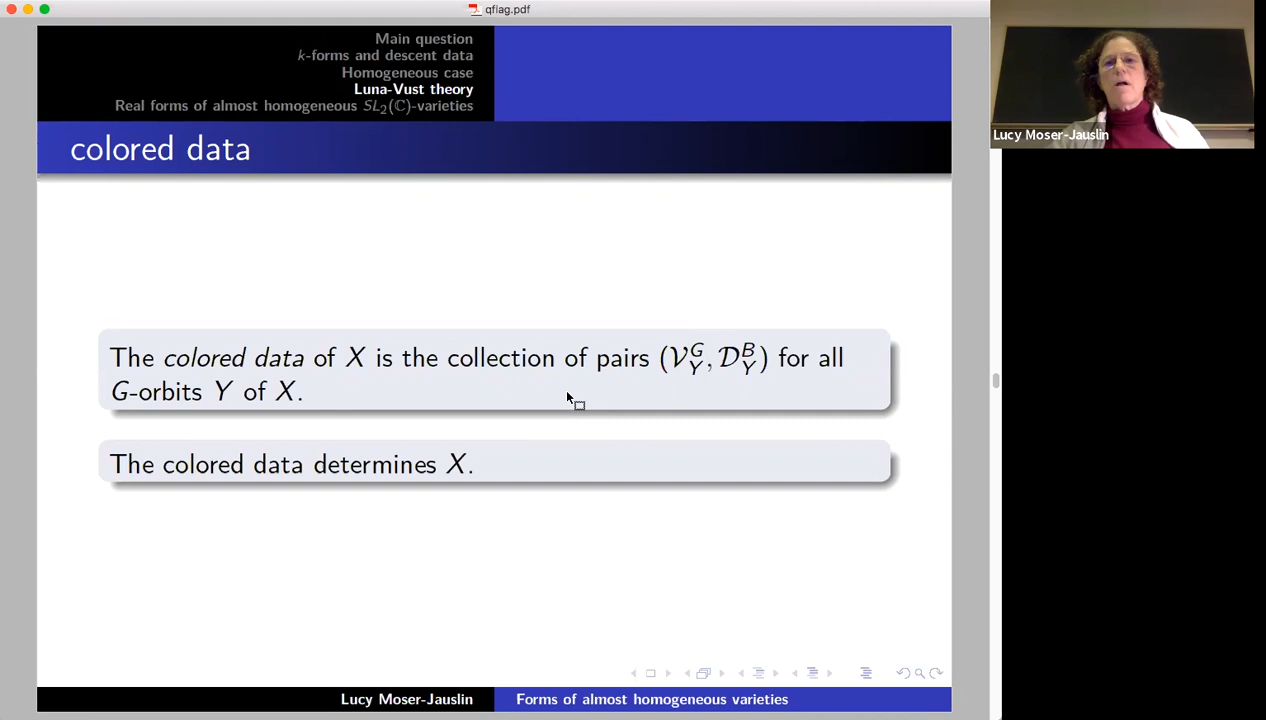 qflag.pdf
Main question
k-forms and descent data
Homogeneous case
Luna-Vust theory
Real forms of almost homogeneous SL₂(ℂ)-varieties
colored data
Lucy Moser-Jauslin
The colored data of X is the collection of pairs (𝒱_Y^G, 𝒟_Y^B) for all
G-orbits Y of X.
The colored data determines X.
Lucy Moser-Jauslin
Forms of almost homogeneous varieties